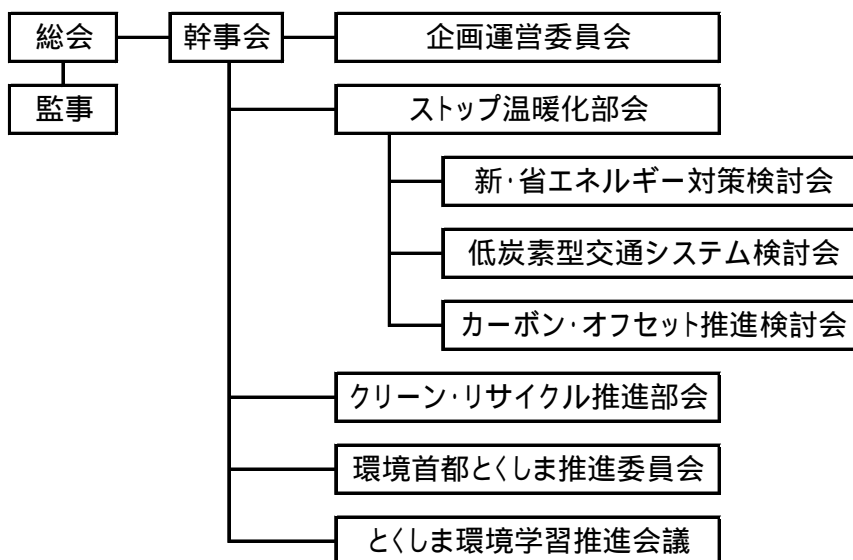 総会
幹事会
企画運営委員会
監事
ストップ温暖化部会
新・省エネルギー対策検討会
低炭素型交通システム検討会
カーボン・オフセット推進検討会
クリーン・リサイクル推進部会
環境首都とくしま推進委員会
とくしま環境学習推進会議